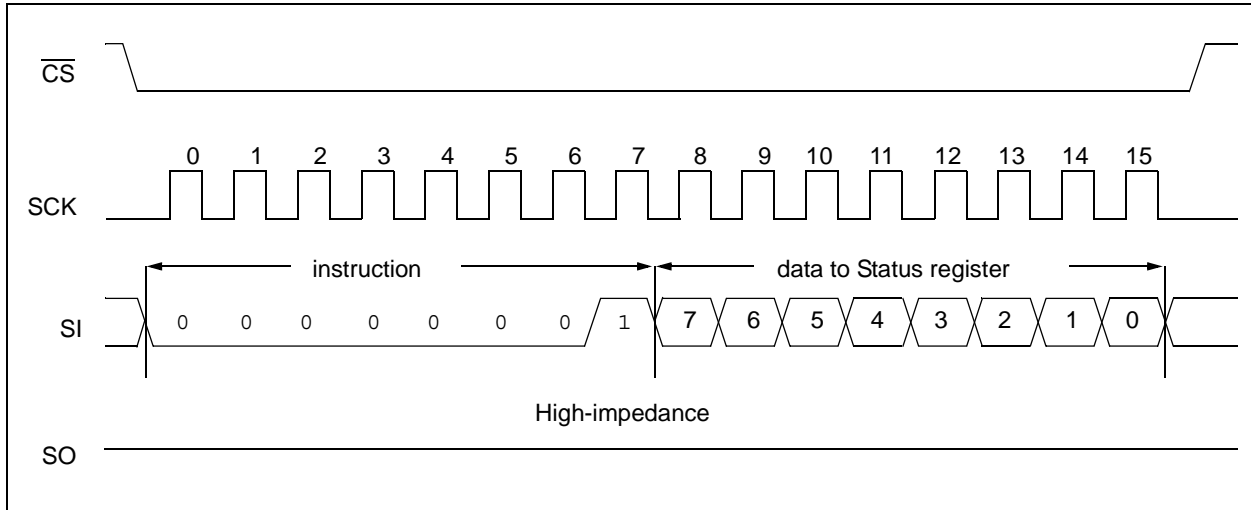 CS
0 1 2 3 4 5 6 7 8 9 10 11 12 13 14 15
SCK
instruction data to Status register
SI 0 0 0 0 0 0 0 1 7 6 5 4 3 2 1 0
High-impedance
SO